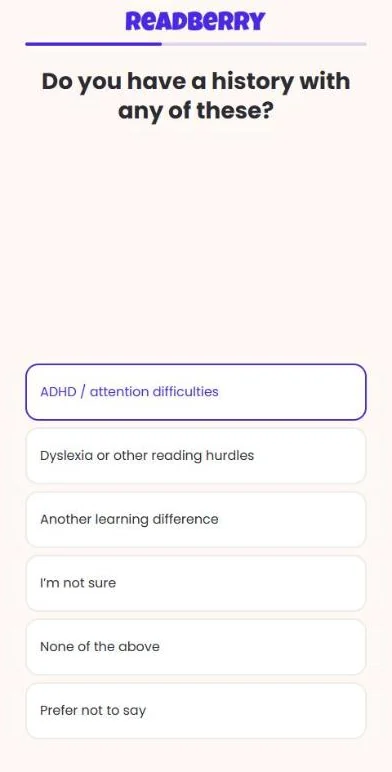 ReADBeRRY
Do you have a history with
any of these?
ADHD / attention difficulties
Dyslexia or other reading hurdles
Another learning difference
I'm not sure
None of the above
Prefer not to say